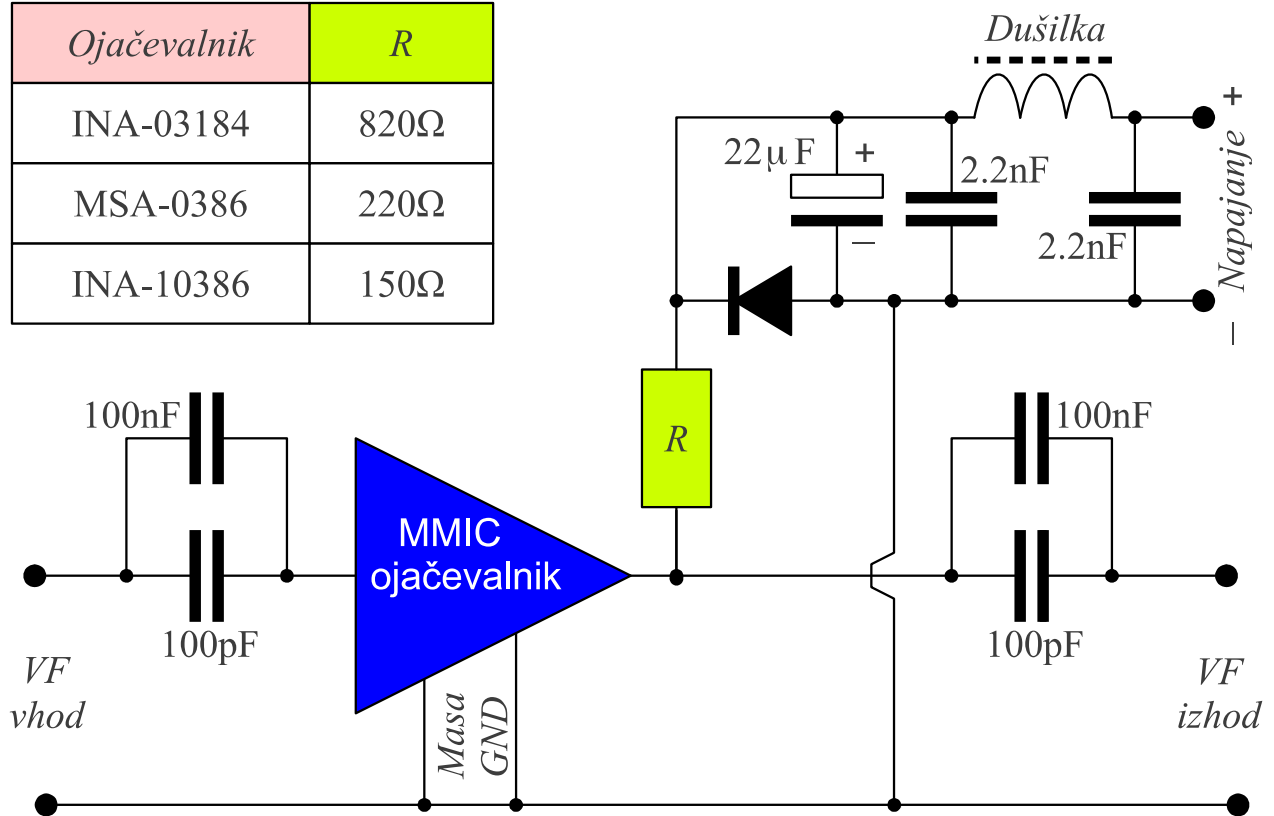 Ojačevalnik R
INA-03184 820Ω
MSA-0386 220Ω
INA-10386 150Ω
Dušilka
22μF +
–
2.2nF
2.2nF
– Napajanje +
100nF
100pF
VF
vhod
MMIC
ojačevalnik
Masa
GND
R
100nF
100pF
VF
izhod